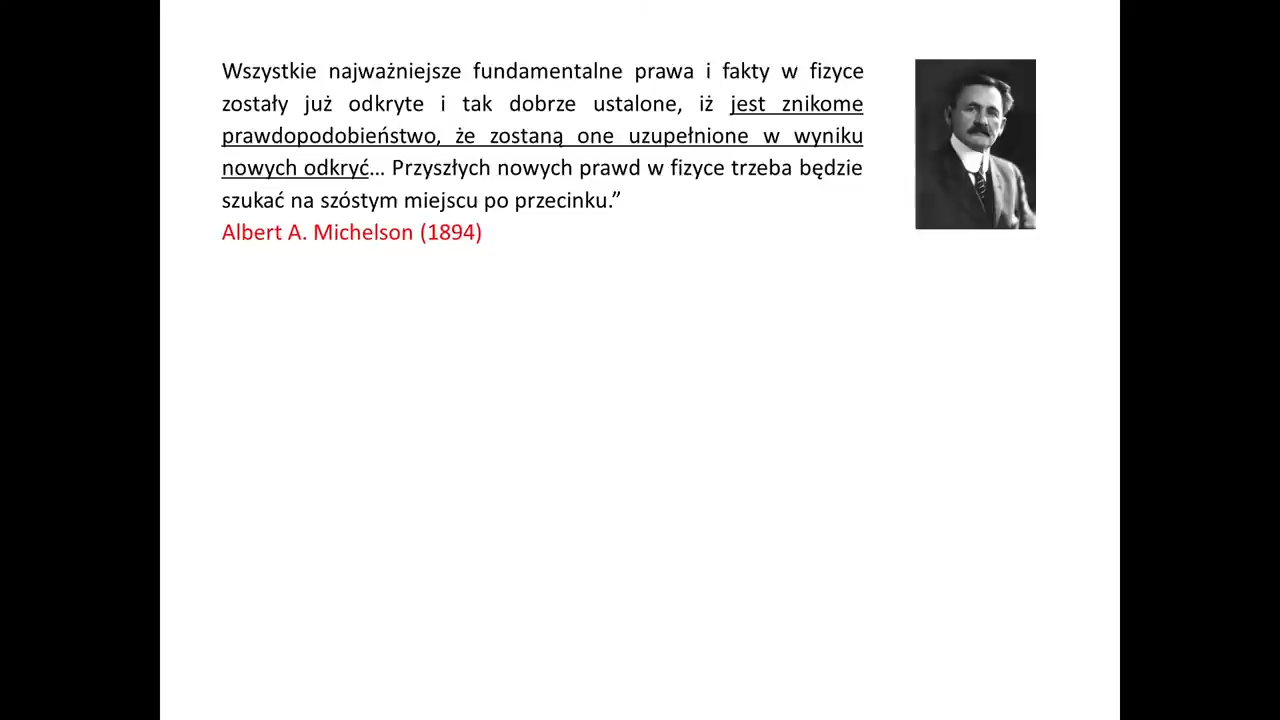 Wszystkie najważniejsze fundamentalne prawa i fakty w fizyce
zostały już odkryte i tak dobrze ustalone, iż jest znikome
prawdopodobieństwo, że zostaną one uzupełnione w wyniku
nowych odkryć… Przyszłych nowych prawd w fizyce trzeba będzie
szukać na szóstym miejscu po przecinku.”
Albert A. Michelson (1894)